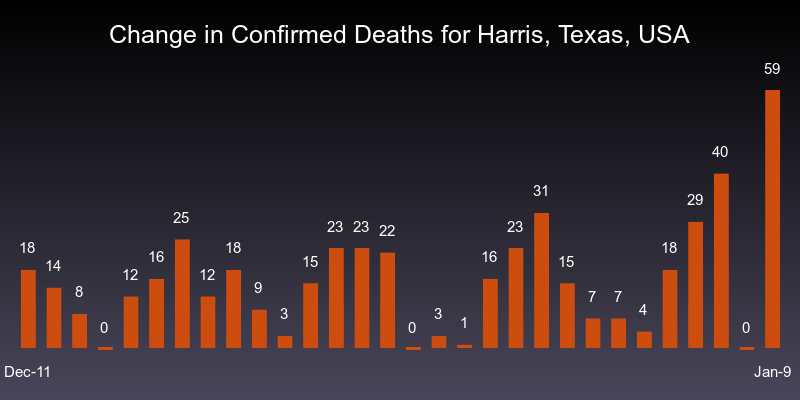 Change in Confirmed Deaths for Harris, Texas, USA
18 14 8 0 12 16 25 12 18 9 3 15 23 23 22 0 3 1 16 23 31 15 7 7 4 18 29 40 0 59
Dec-11 Jan-9